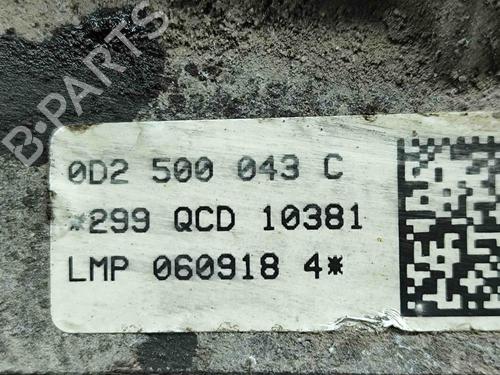 B-PARTS
0D2 500 043 C
*299 QCD 10381
LMP 060918 4*